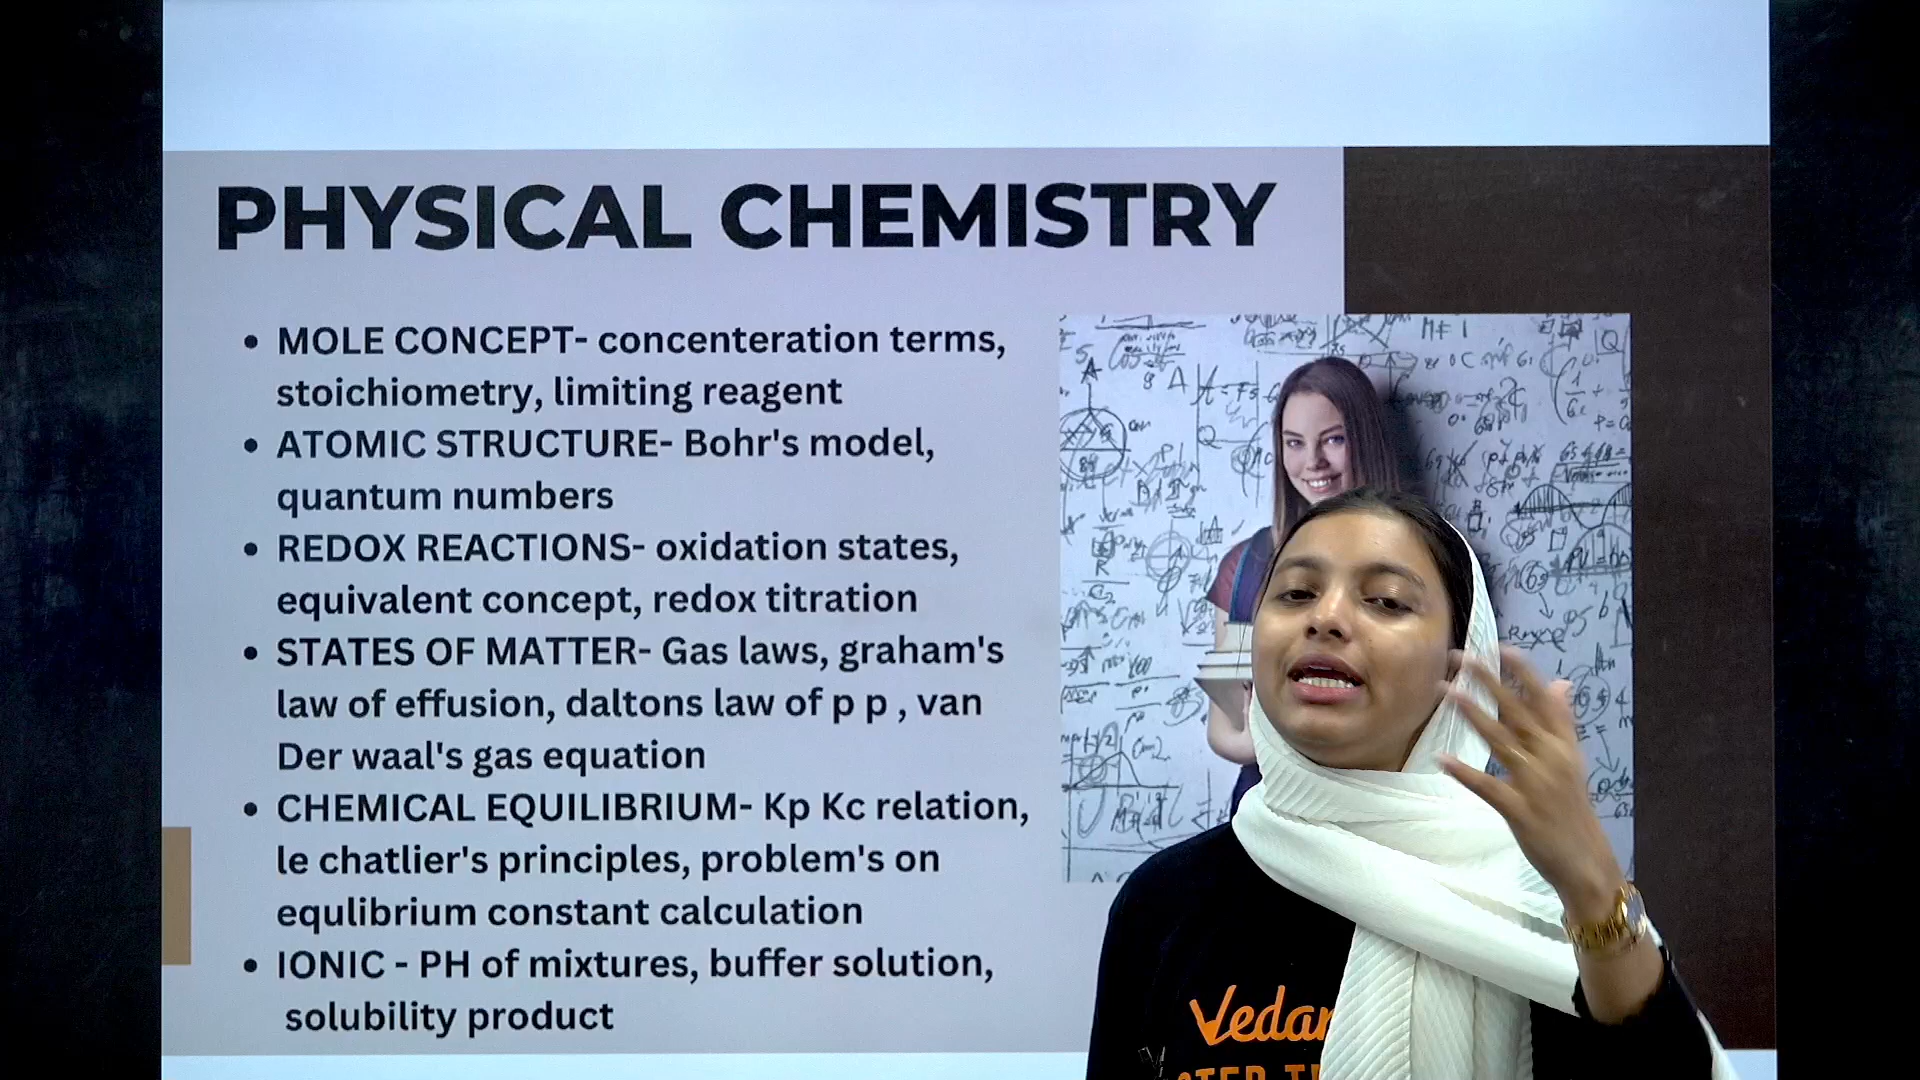 PHYSICAL CHEMISTRY
• MOLE CONCEPT- concenteration terms,
stoichiometry, limiting reagent
• ATOMIC STRUCTURE- Bohr's model,
quantum numbers
• REDOX REACTIONS- oxidation states,
equivalent concept, redox titration
• STATES OF MATTER- Gas laws, graham's
law of effusion, daltons law of p p , van
Der waal's gas equation
• CHEMICAL EQUILIBRIUM- Kp Kc relation,
le chatlier's principles, problem's on
equlibrium constant calculation
• IONIC - PH of mixtures, buffer solution,
solubility product
Vedan